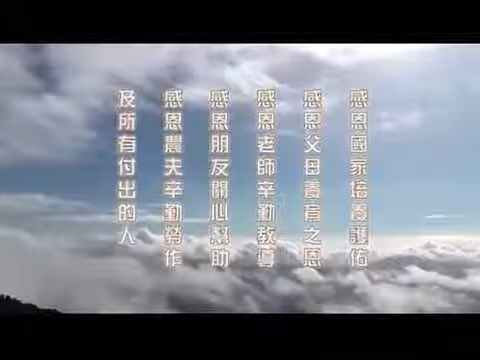 感恩國家培養護佑
感恩父母養育之恩
感恩老師辛勤教導
感恩朋友關心幫助
感恩農夫辛勤勞作
及所有付出的人